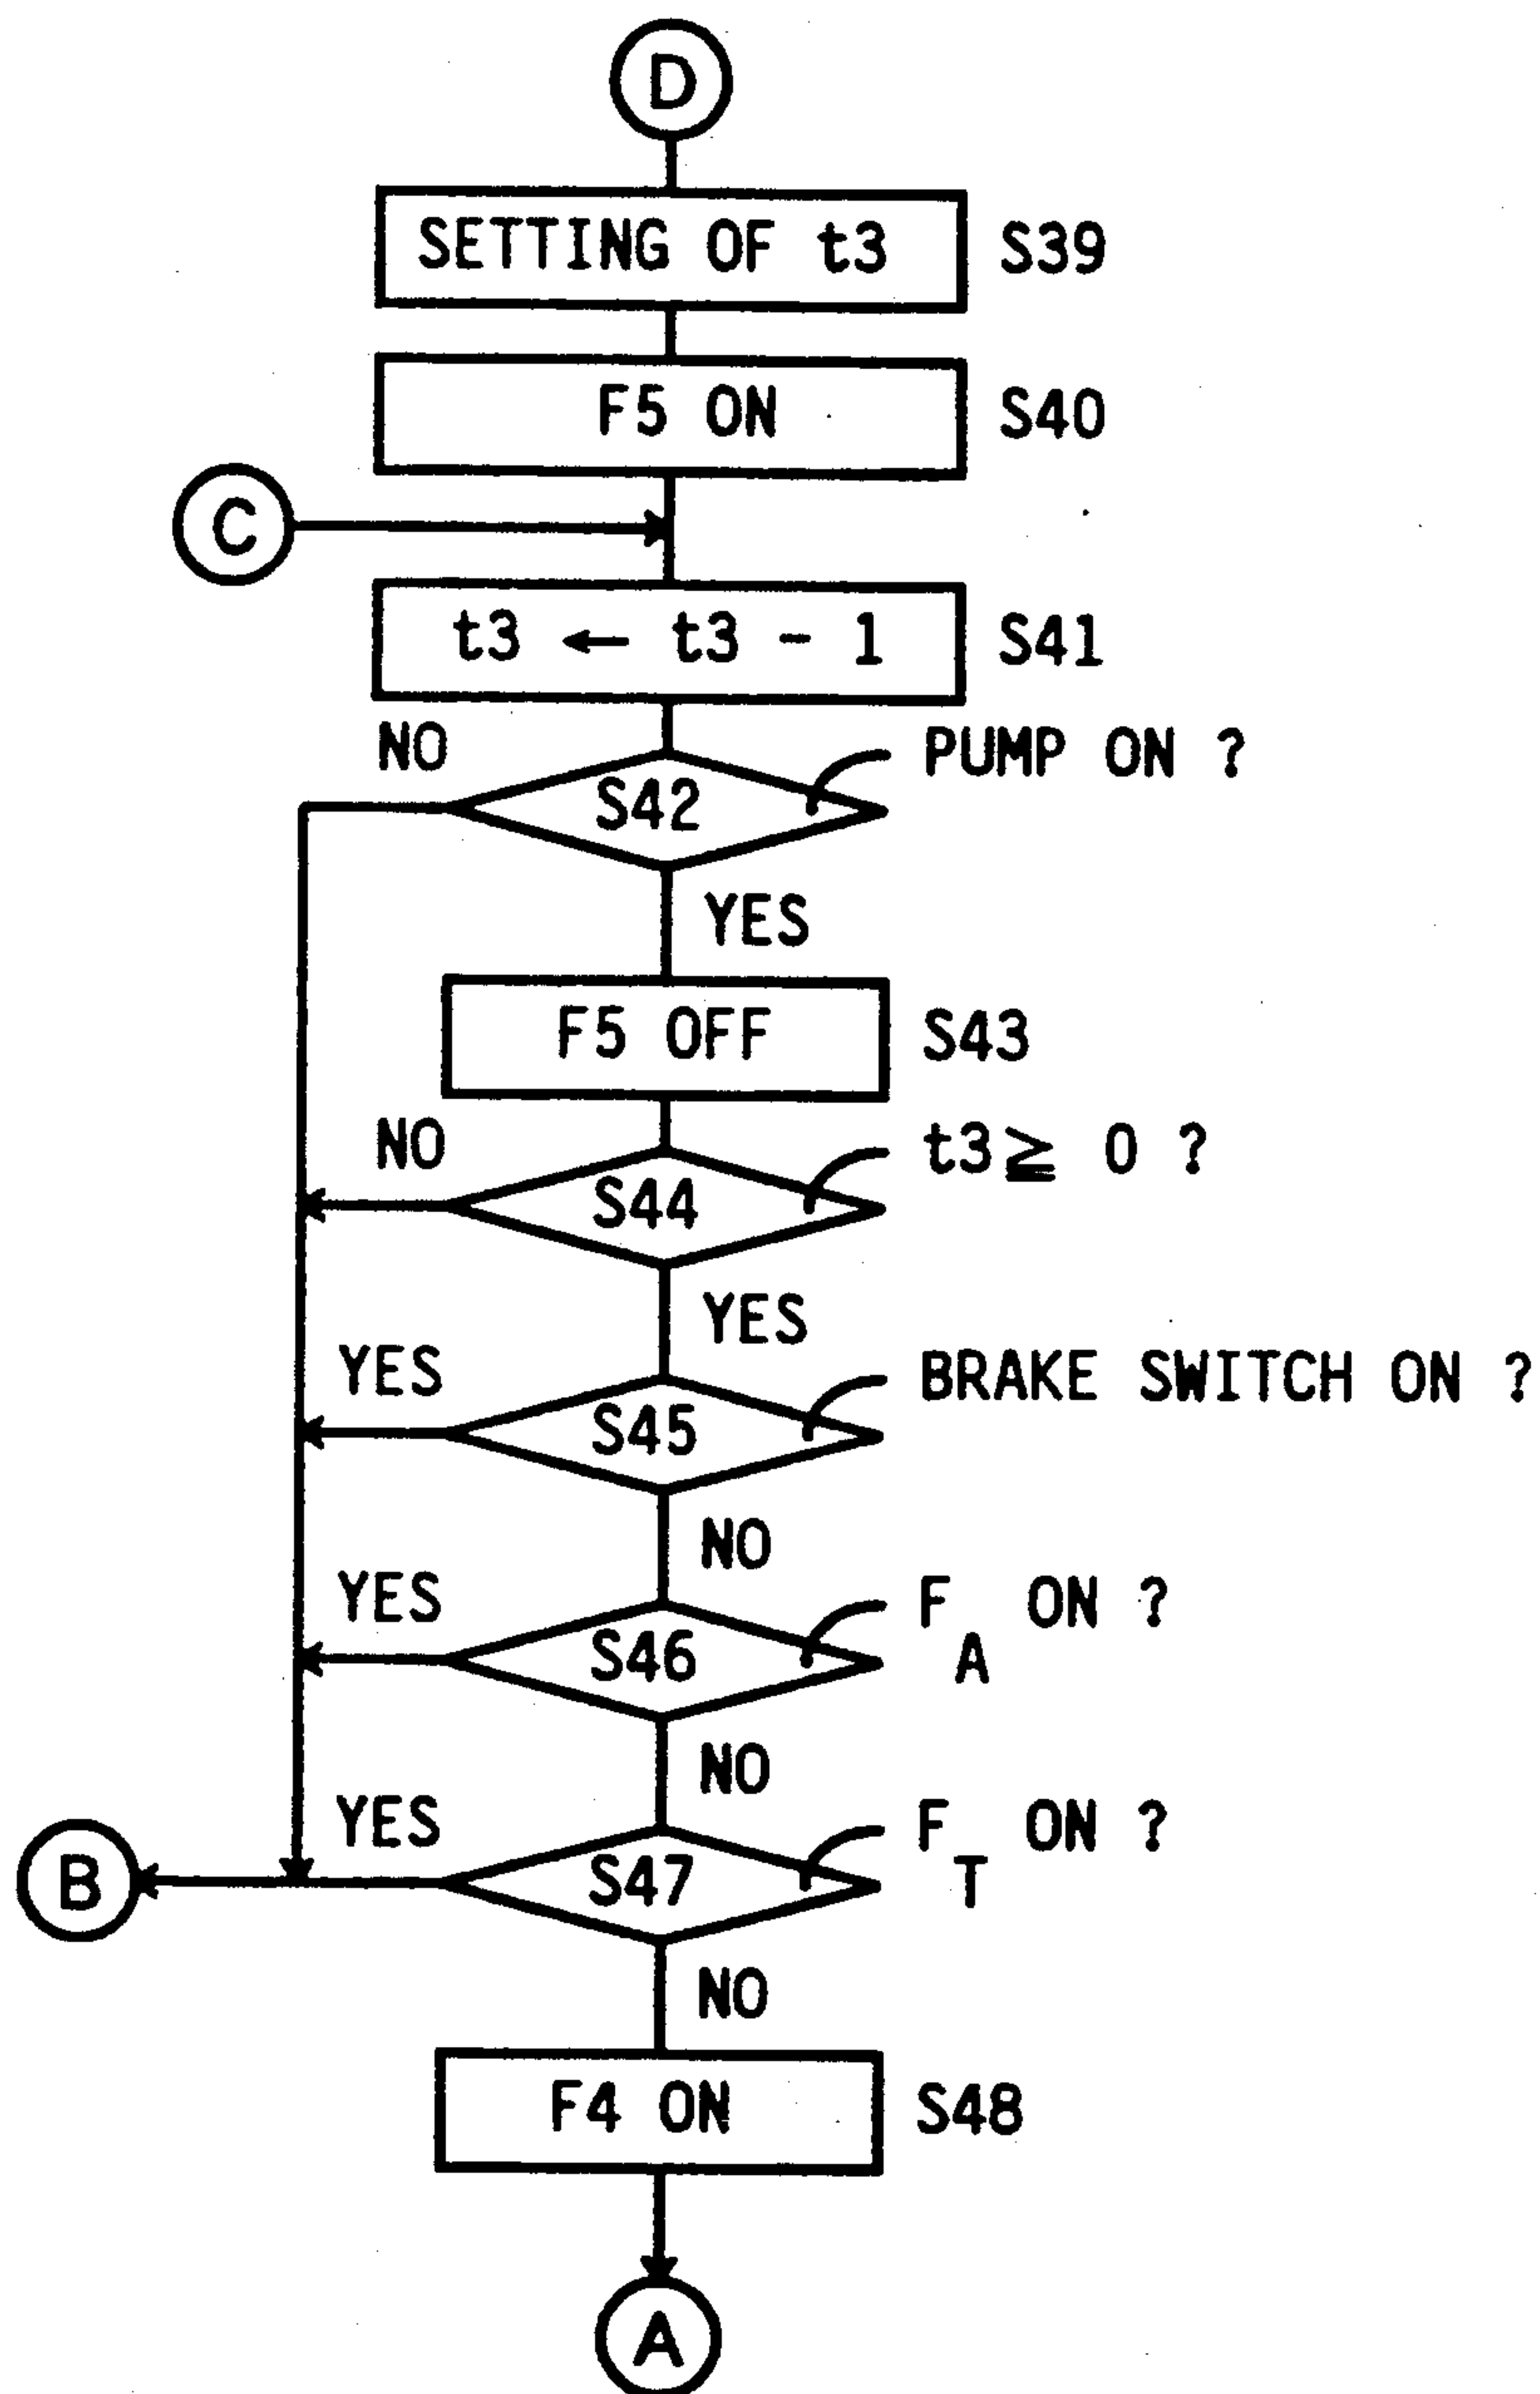 D
SETTING OF t3 S39
F5 ON S40
C
t3 ← t3 - 1 S41
NO PUMP ON ?
S42
YES
F5 OFF S43
NO t3≧ 0 ?
S44
YES
YES BRAKE SWITCH ON ?
S45
NO
YES F_A ON ?
S46
NO
YES F_T ON ?
B S47
NO
F4 ON S48
A